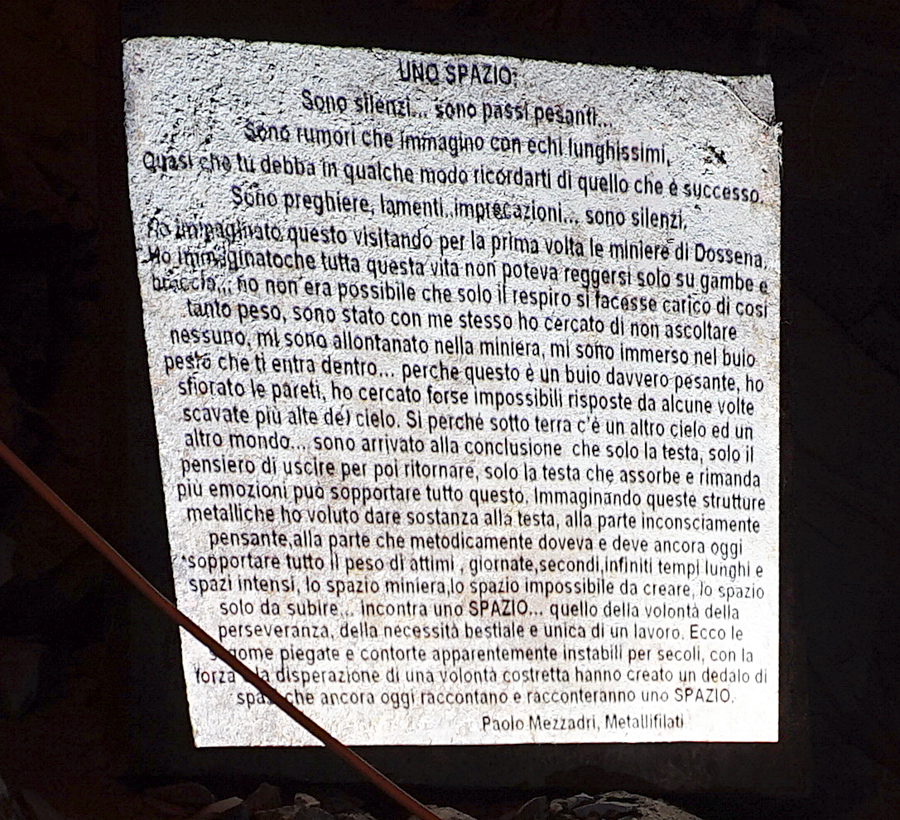 UNO SPAZIO:
Sono silenzi... sono passi pesanti...
Sono rumori che immagino con echi lunghissimi,
Quasi che tu debba in qualche modo ricordarti di quello che è successo.
Sono preghiere, lamenti..imprecazioni... sono silenzi.
Ho immaginato questo visitando per la prima volta le miniere di Dossena,
Ho immaginatoche tutta questa vita non poteva reggersi solo su gambe e
braccia... no non era possibile che solo il respiro si facesse carico di così
tanto peso, sono stato con me stesso ho cercato di non ascoltare
nessuno, mi sono allontanato nella miniera, mi sono immerso nel buio
pesto che ti entra dentro... perché questo è un buio davvero pesante, ho
sfiorato le pareti, ho cercato forse impossibili risposte da alcune volte
scavate più alte del cielo. Si perché sotto terra c'è un altro cielo ed un
altro mondo... sono arrivato alla conclusione che solo la testa, solo il
pensiero di uscire per poi ritornare, solo la testa che assorbe e rimanda
più emozioni può sopportare tutto questo. Immaginando queste strutture
metalliche ho voluto dare sostanza alla testa, alla parte inconsciamente
pensante,alla parte che metodicamente doveva e deve ancora oggi
sopportare tutto il peso di attimi , giornate,secondi,infiniti tempi lunghi e
spazi intensi, lo spazio miniera,lo spazio impossibile da creare, lo spazio
solo da subire... incontra uno SPAZIO... quello della volontà della
perseveranza, della necessità bestiale e unica di un lavoro. Ecco le
piegate e contorte apparentemente instabili per secoli, con la
forza e la disperazione di una volontà costretta hanno creato un dedalo di
spazi che ancora oggi raccontano e racconteranno uno SPAZIO.
Paolo Mezzadri, Metallifilati